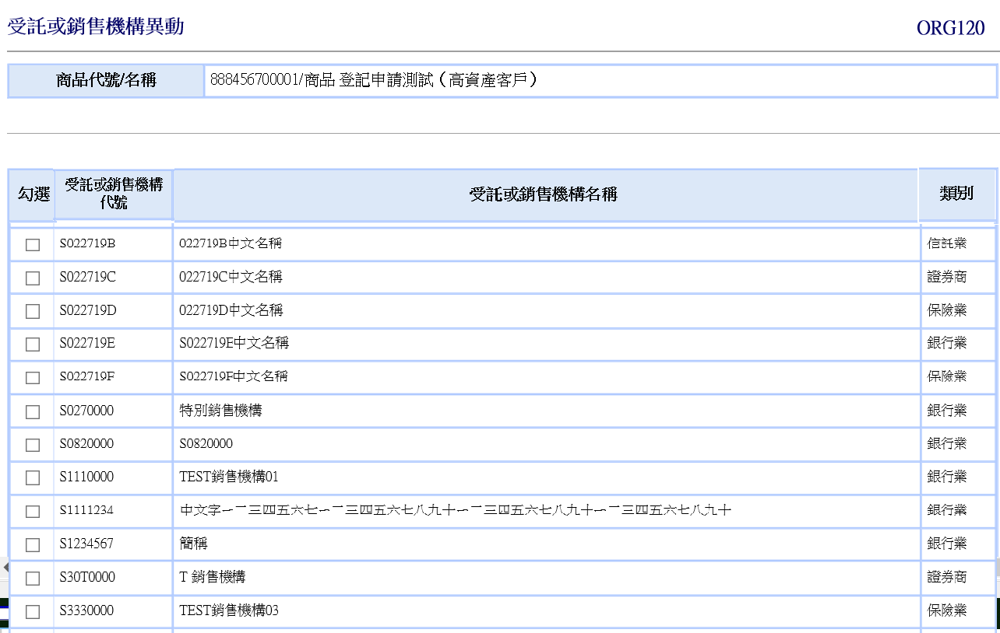 受託或銷售機構異動 ORG120
商品代號/名稱 888456700001/商品 登記申請測試（高資產客戶）
勾選 受託或銷售機構代號 受託或銷售機構名稱 類別
S022719B 022719B中文名稱 信託業
S022719C 022719C中文名稱 證券商
S022719D 022719D中文名稱 保險業
S022719E S022719E中文名稱 銀行業
S022719F S022719F中文名稱 保險業
S0270000 特別銷售機構 銀行業
S0820000 S0820000 銀行業
S1110000 TEST銷售機構01 銀行業
S1111234 中文字一二三四五六七一二三四五六七八九十一二三四五六七八九十一二三四五六七八九十 銀行業
S1234567 簡稱 銀行業
S30T0000 T 銷售機構 證券商
S3330000 TEST銷售機構03 保險業